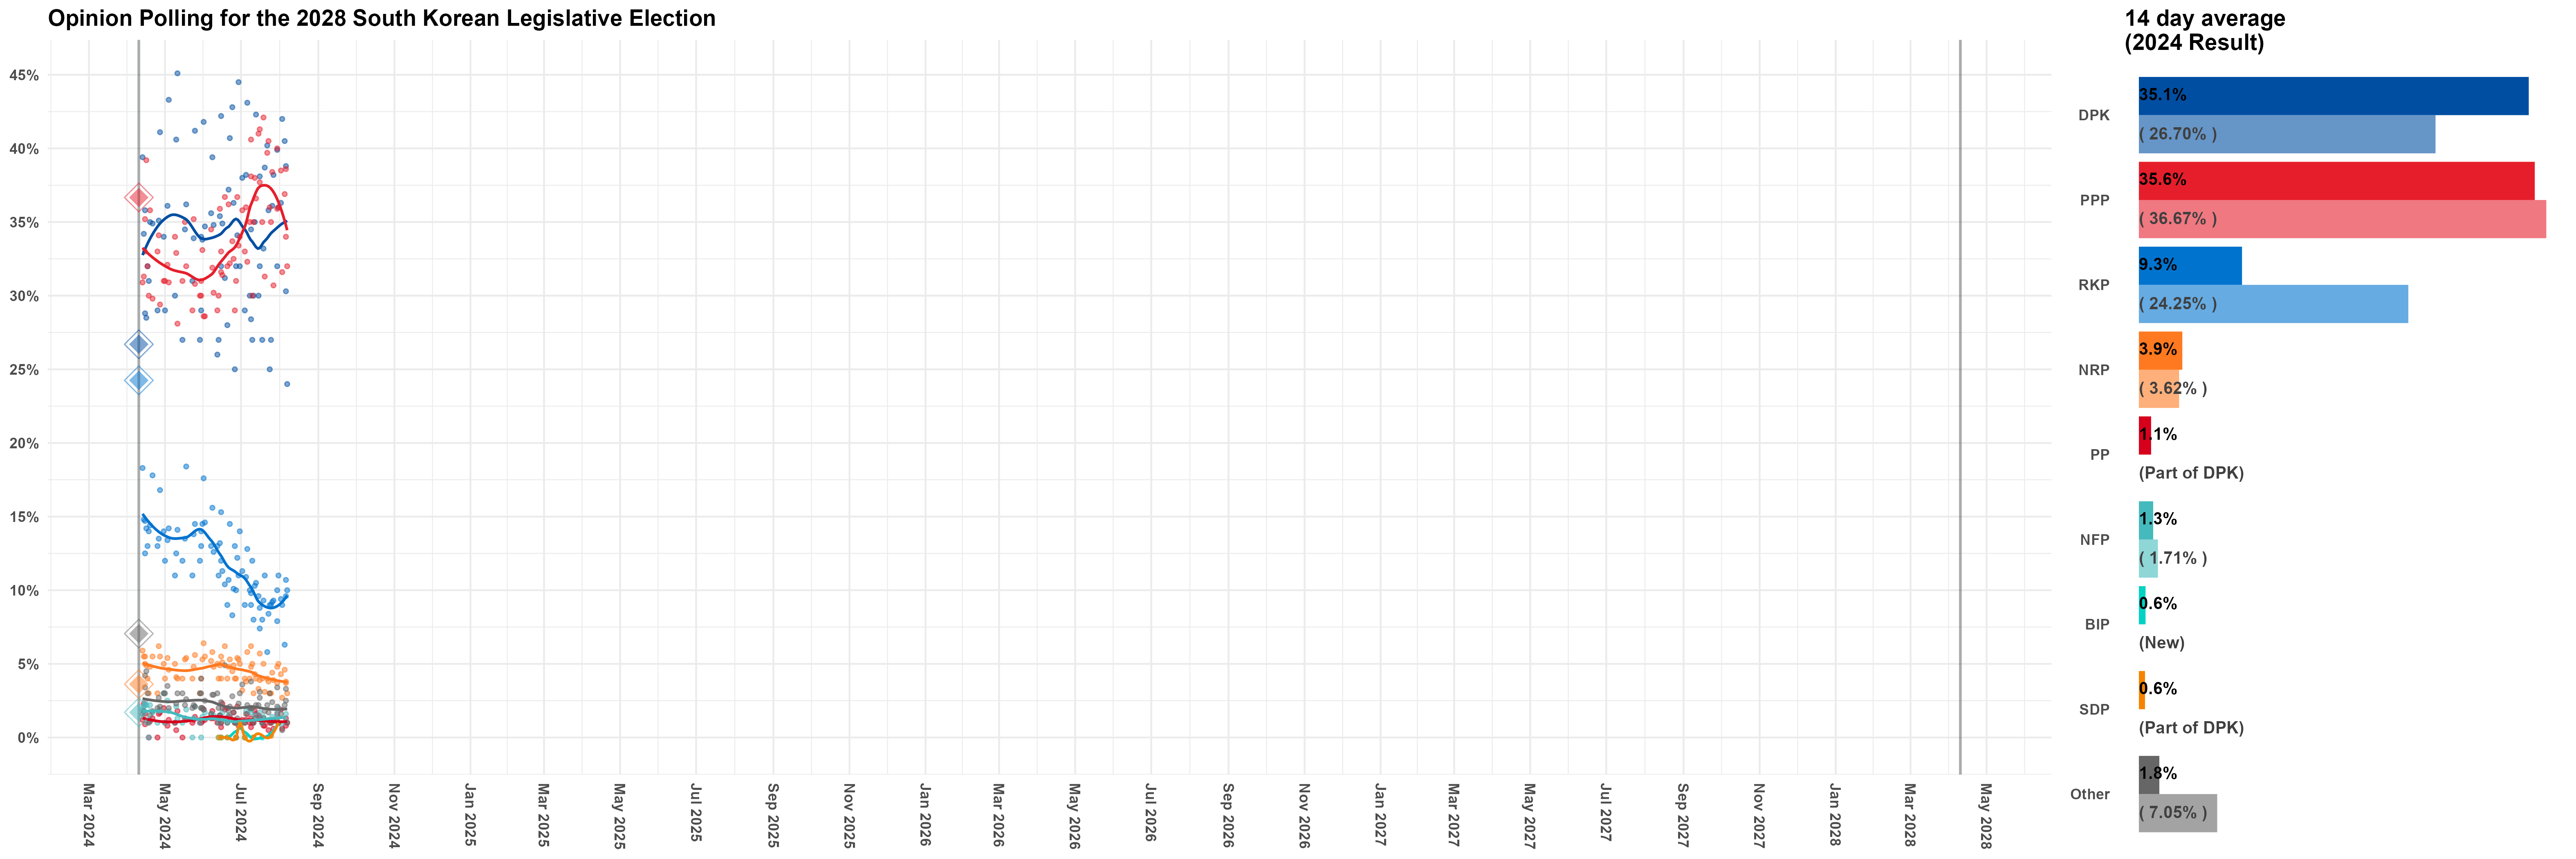 Opinion Polling for the 2028 South Korean Legislative Election
45%
40%
35%
30%
25%
20%
15%
10%
5%
0%
Mar 2024
May 2024
Jul 2024
Sep 2024
Nov 2024
Jan 2025
Mar 2025
May 2025
Jul 2025
Sep 2025
Nov 2025
Jan 2026
Mar 2026
May 2026
Jul 2026
Sep 2026
Nov 2026
Jan 2027
Mar 2027
May 2027
Jul 2027
Sep 2027
Nov 2027
Jan 2028
Mar 2028
May 2028
14 day average
(2024 Result)
DPK
35.1%
( 26.70% )
PPP
35.6%
( 36.67% )
RKP
9.3%
( 24.25% )
NRP
3.9%
( 3.62% )
PP
1.1%
(Part of DPK)
NFP
1.3%
( 1.71% )
BIP
0.6%
(New)
SDP
0.6%
(Part of DPK)
Other
1.8%
( 7.05% )